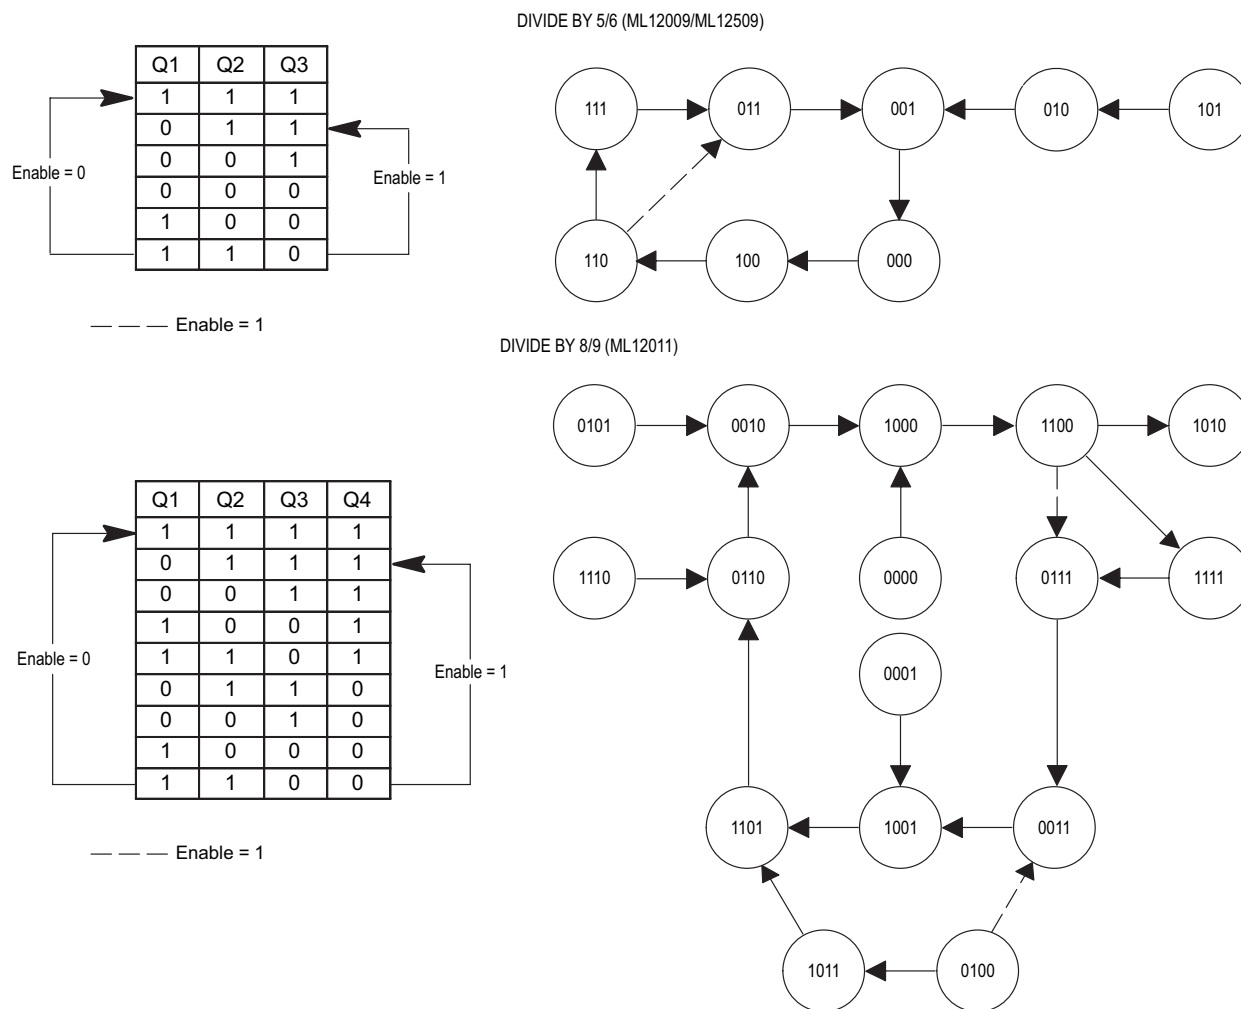 DIVIDE BY 5/6 (ML12009/ML12509)
Q1 Q2 Q3
1 1 1
0 1 1
0 0 1
0 0 0
1 0 0
1 1 0
Enable = 0
Enable = 1
Enable = 1
111 011 001 010 101
110 100 000
DIVIDE BY 8/9 (ML12011)
Q1 Q2 Q3 Q4
1 1 1 1
0 1 1 1
0 0 1 1
1 0 0 1
1 1 0 1
0 1 1 0
0 0 1 0
1 0 0 0
1 1 0 0
Enable = 0
Enable = 1
Enable = 1
0101 0010 1000 1100 1010
1110 0110 0000 0111 1111
0001
1101 1001 0011
1011 0100